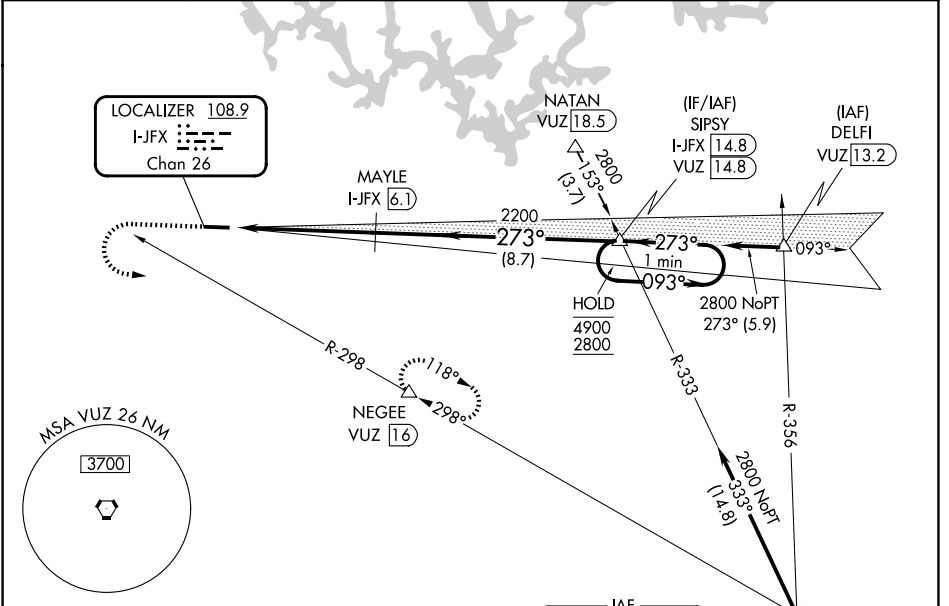 LOCALIZER 108.9
I-JFX
Chan 26
NATAN
VUZ 18.5
(IF/IAF)
SIPSY
I-JFX 14.8
VUZ 14.8
(IAF)
DELFI
VUZ 13.2
MAYLE
I-JFX 6.1
2800
153°
(3.7)
2200
273°
(8.7)
273°
1 min
093°
093°
HOLD
4900
2800
2800 NoPT
273° (5.9)
R-298
R-333
R-356
118°
298°
NEGEE
VUZ 16
MSA VUZ 26 NM
3700
2800 NoPT
333°
(14.8)
IAF